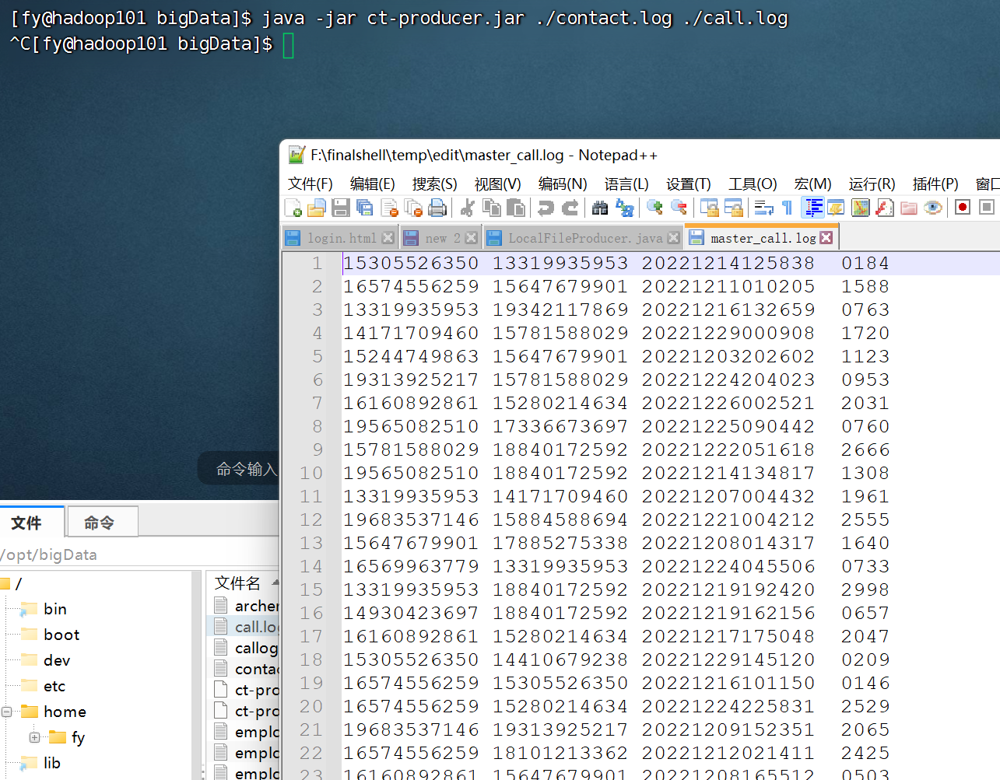 [fy@hadoop101 bigData]$ java -jar ct-producer.jar ./contact.log ./call.log
^C[fy@hadoop101 bigData]$
F:\finalshell\temp\edit\master_call.log - Notepad++
文件(F) 编辑(E) 搜索(S) 视图(V) 编码(N) 语言(L) 设置(T) 工具(O) 宏(M) 运行(R) 插件(P) 窗口
login.html new 2 LocalFileProducer.java master_call.log
1 15305526350 13319935953 20221214125838 0184
2 16574556259 15647679901 20221211010205 1588
3 13319935953 19342117869 20221216132659 0763
4 14171709460 15781588029 20221229000908 1720
5 15244749863 15647679901 20221203202602 1123
6 19313925217 15781588029 20221224204023 0953
7 16160892861 15280214634 20221226002521 2031
8 19565082510 17336673697 20221225090442 0760
9 15781588029 18840172592 20221222051618 2666
10 19565082510 18840172592 20221214134817 1308
11 13319935953 14171709460 20221207004432 1961
12 19683537146 15884588694 20221221004212 2555
13 15647679901 17885275338 20221208014317 1640
14 16569963779 13319935953 20221224045506 0733
15 13319935953 18840172592 20221219192420 2998
16 14930423697 18840172592 20221219162156 0657
17 16160892861 15280214634 20221217175048 2047
18 15305526350 14410679238 20221229145120 0209
19 16574556259 15305526350 20221216101150 0146
20 16574556259 15280214634 20221224225831 2529
21 19683537146 19313925217 20221209152351 2065
22 16574556259 18101213362 20221212021411 2425
23 16160892861 15647679901 20221208165512 0503
命令输入
文件 命令
/opt/bigData
/
bin
boot
dev
etc
home
fy
lib
文件名
archer
call.log
callog
conta
ct-pro
ct-pro
emplo
emplo
emplo